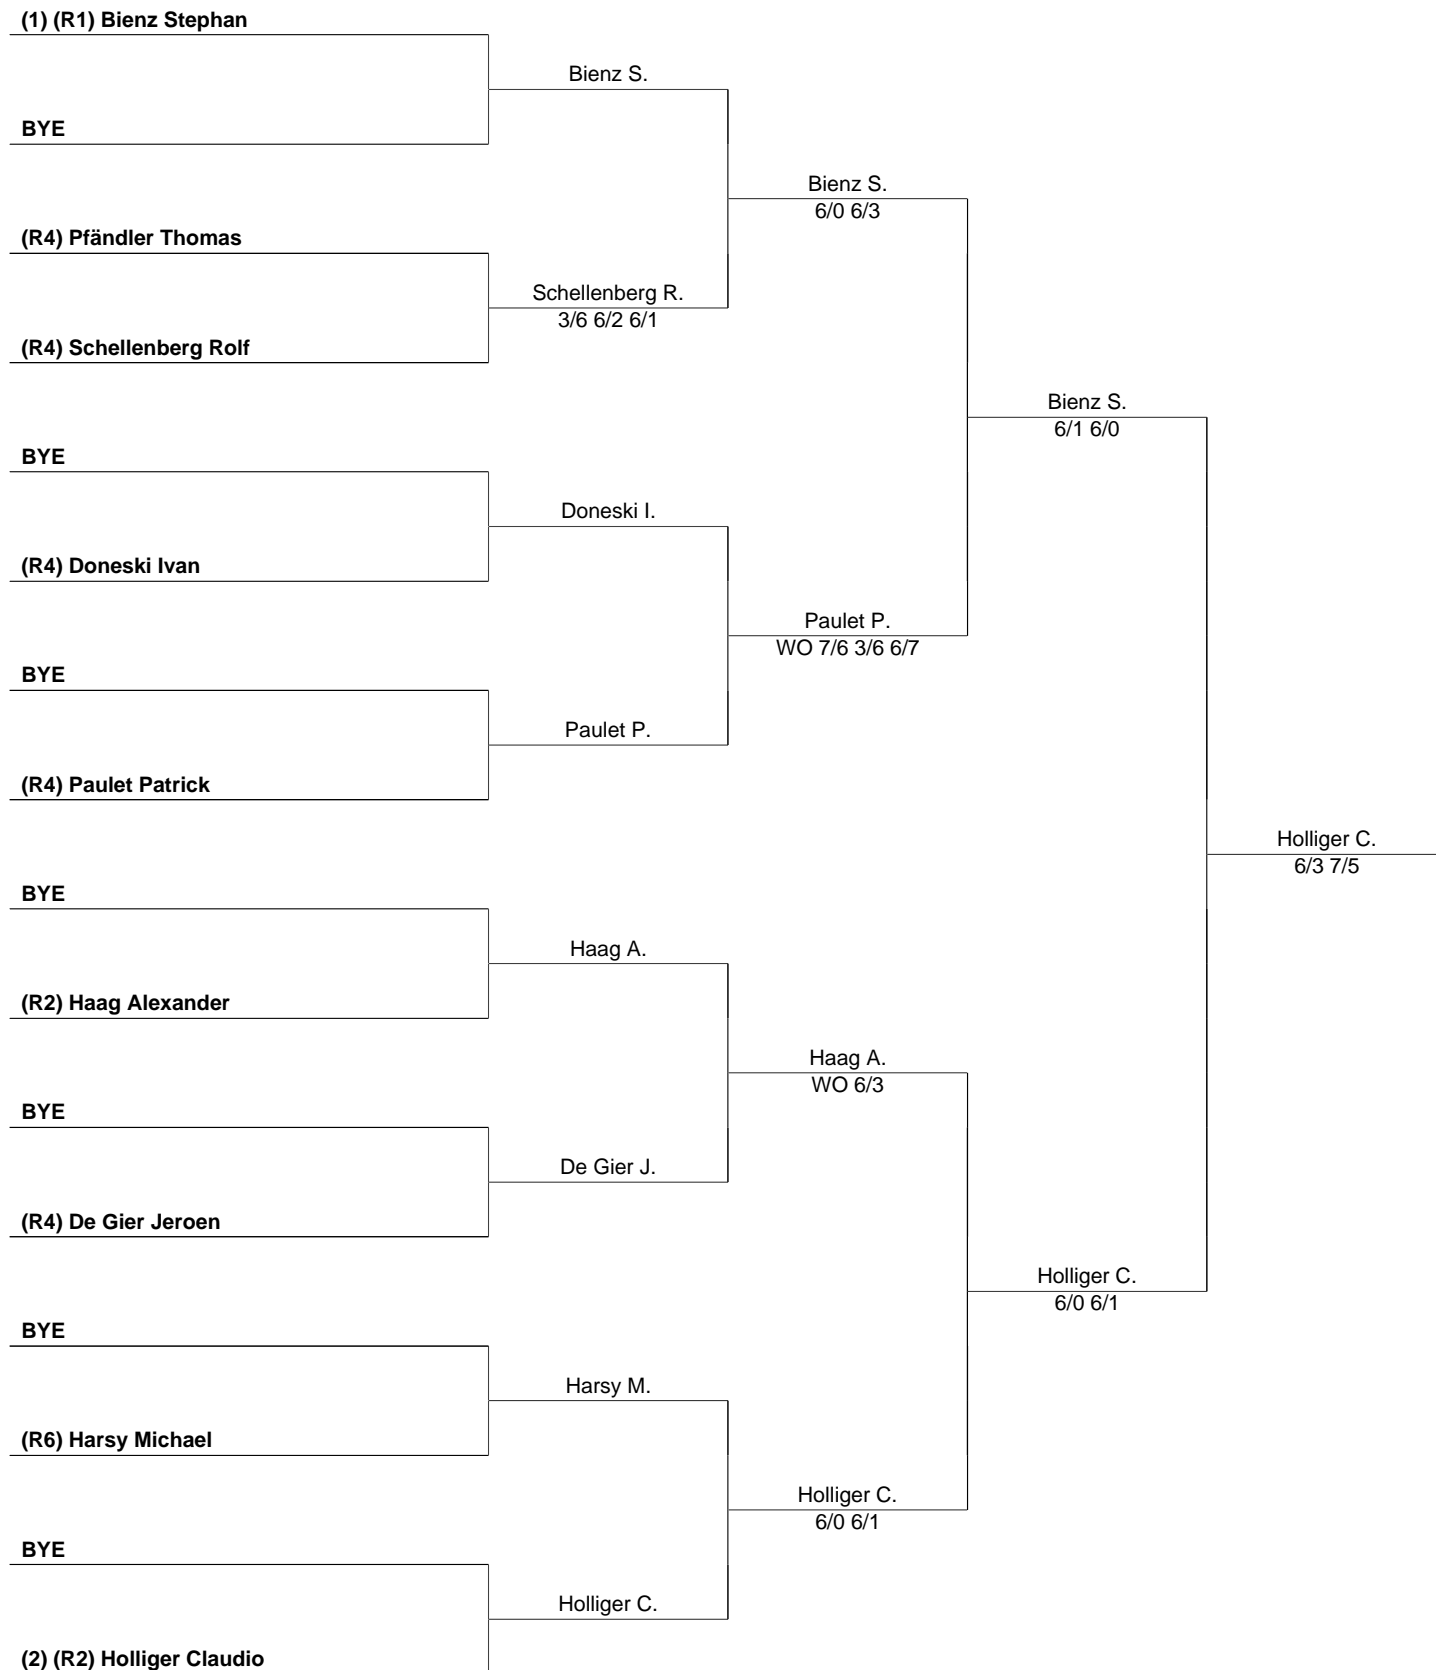 (1) (R1) Bienz Stephan
Bienz S.
BYE
Bienz S.
6/0 6/3
(R4) Pfändler Thomas
Schellenberg R.
3/6 6/2 6/1
(R4) Schellenberg Rolf
Bienz S.
6/1 6/0
BYE
Doneski I.
(R4) Doneski Ivan
Paulet P.
WO 7/6 3/6 6/7
BYE
Paulet P.
(R4) Paulet Patrick
Holliger C.
6/3 7/5
BYE
Haag A.
(R2) Haag Alexander
Haag A.
WO 6/3
BYE
De Gier J.
(R4) De Gier Jeroen
Holliger C.
6/0 6/1
BYE
Harsy M.
(R6) Harsy Michael
Holliger C.
6/0 6/1
BYE
Holliger C.
(2) (R2) Holliger Claudio